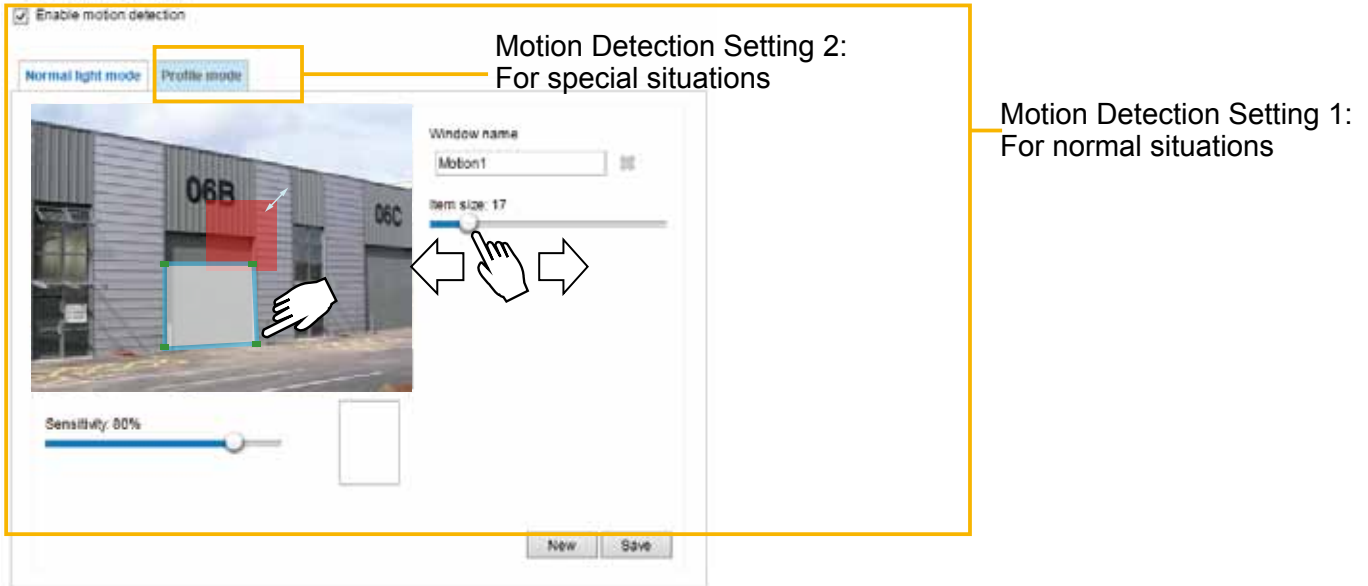 Enable motion detection
Motion Detection Setting 2:
For special situations
Normal light mode
Profile mode
Motion Detection Setting 1:
For normal situations
Window name
Motion1
06B
06C
Item size: 17
Sensitivity: 80%
New
Save